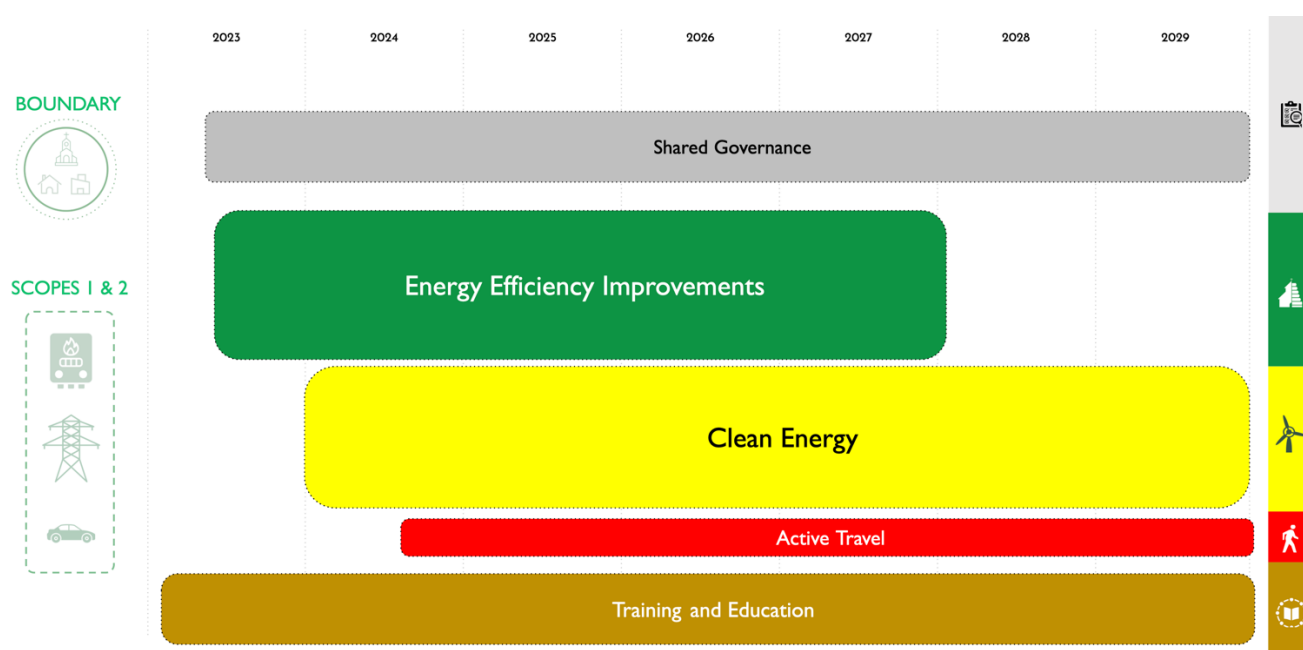 2023 2024 2025 2026 2027 2028 2029
BOUNDARY
Shared Governance
Energy Efficiency Improvements
SCOPES 1 & 2
Clean Energy
Active Travel
Training and Education